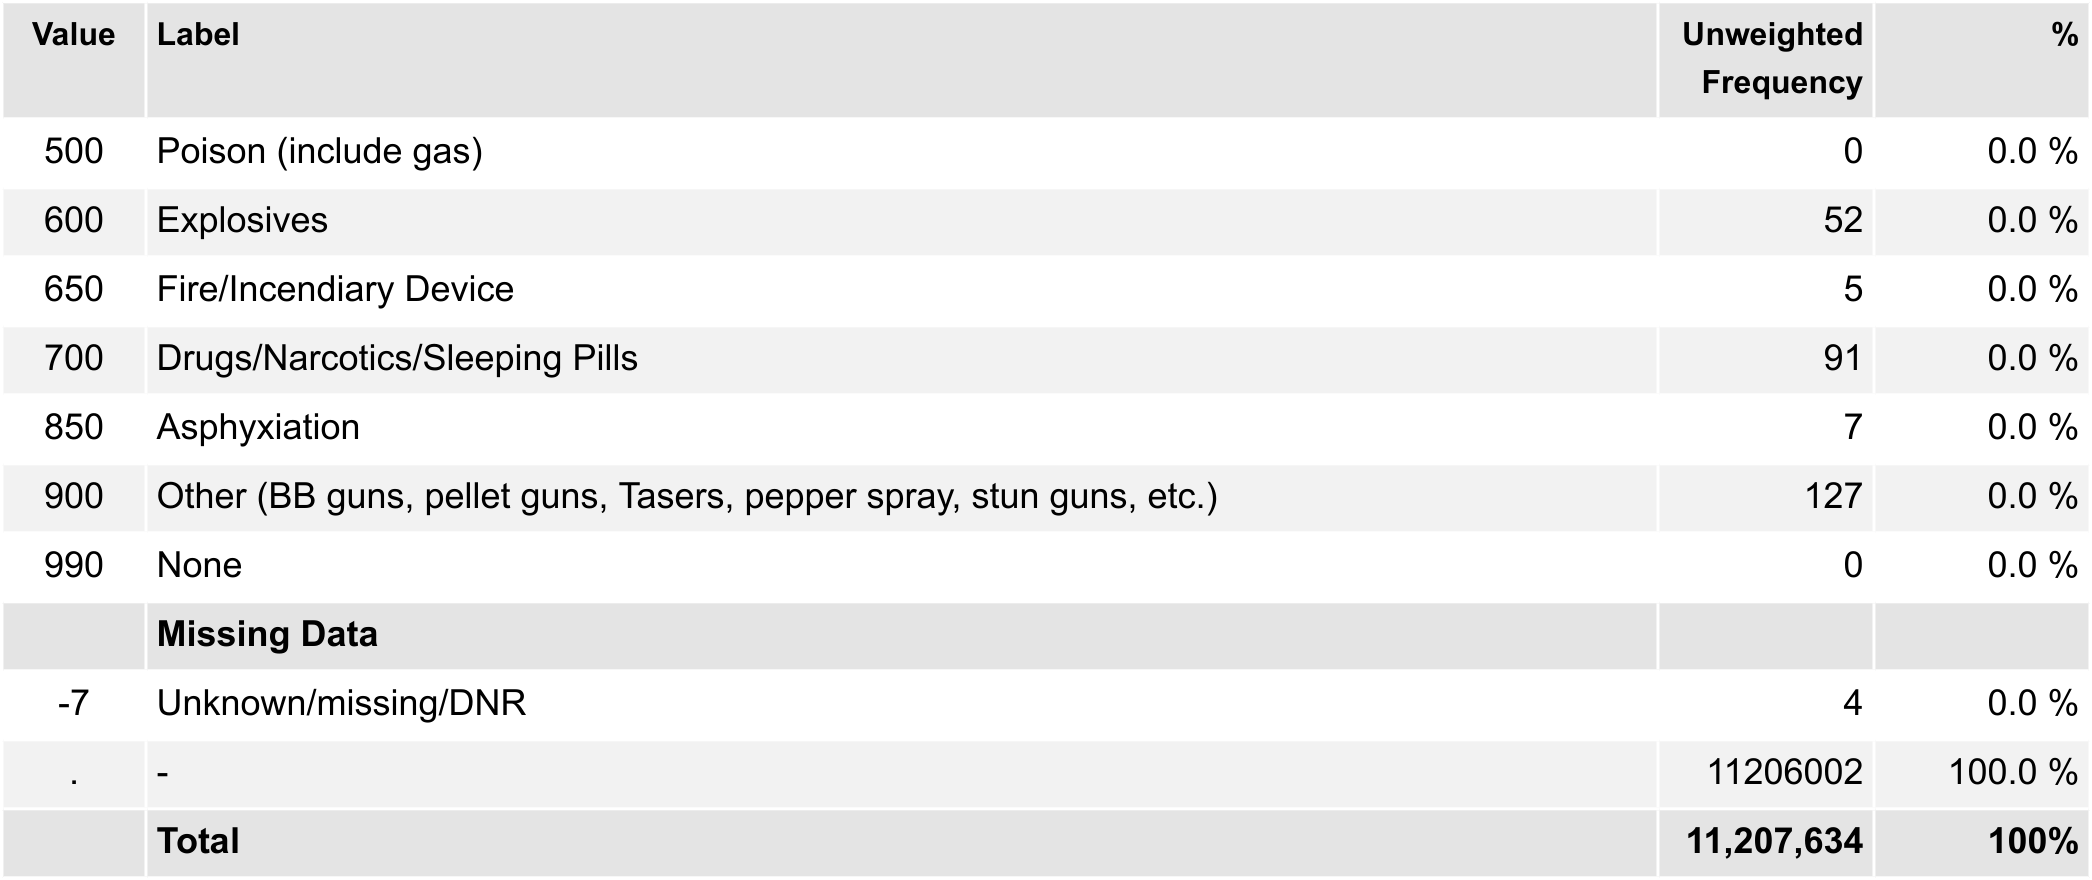 Value Label Unweighted Frequency %
500 Poison (include gas) 0 0.0 %
600 Explosives 52 0.0 %
650 Fire/Incendiary Device 5 0.0 %
700 Drugs/Narcotics/Sleeping Pills 91 0.0 %
850 Asphyxiation 7 0.0 %
900 Other (BB guns, pellet guns, Tasers, pepper spray, stun guns, etc.) 127 0.0 %
990 None 0 0.0 %
Missing Data
-7 Unknown/missing/DNR 4 0.0 %
. - 11206002 100.0 %
Total 11,207,634 100%